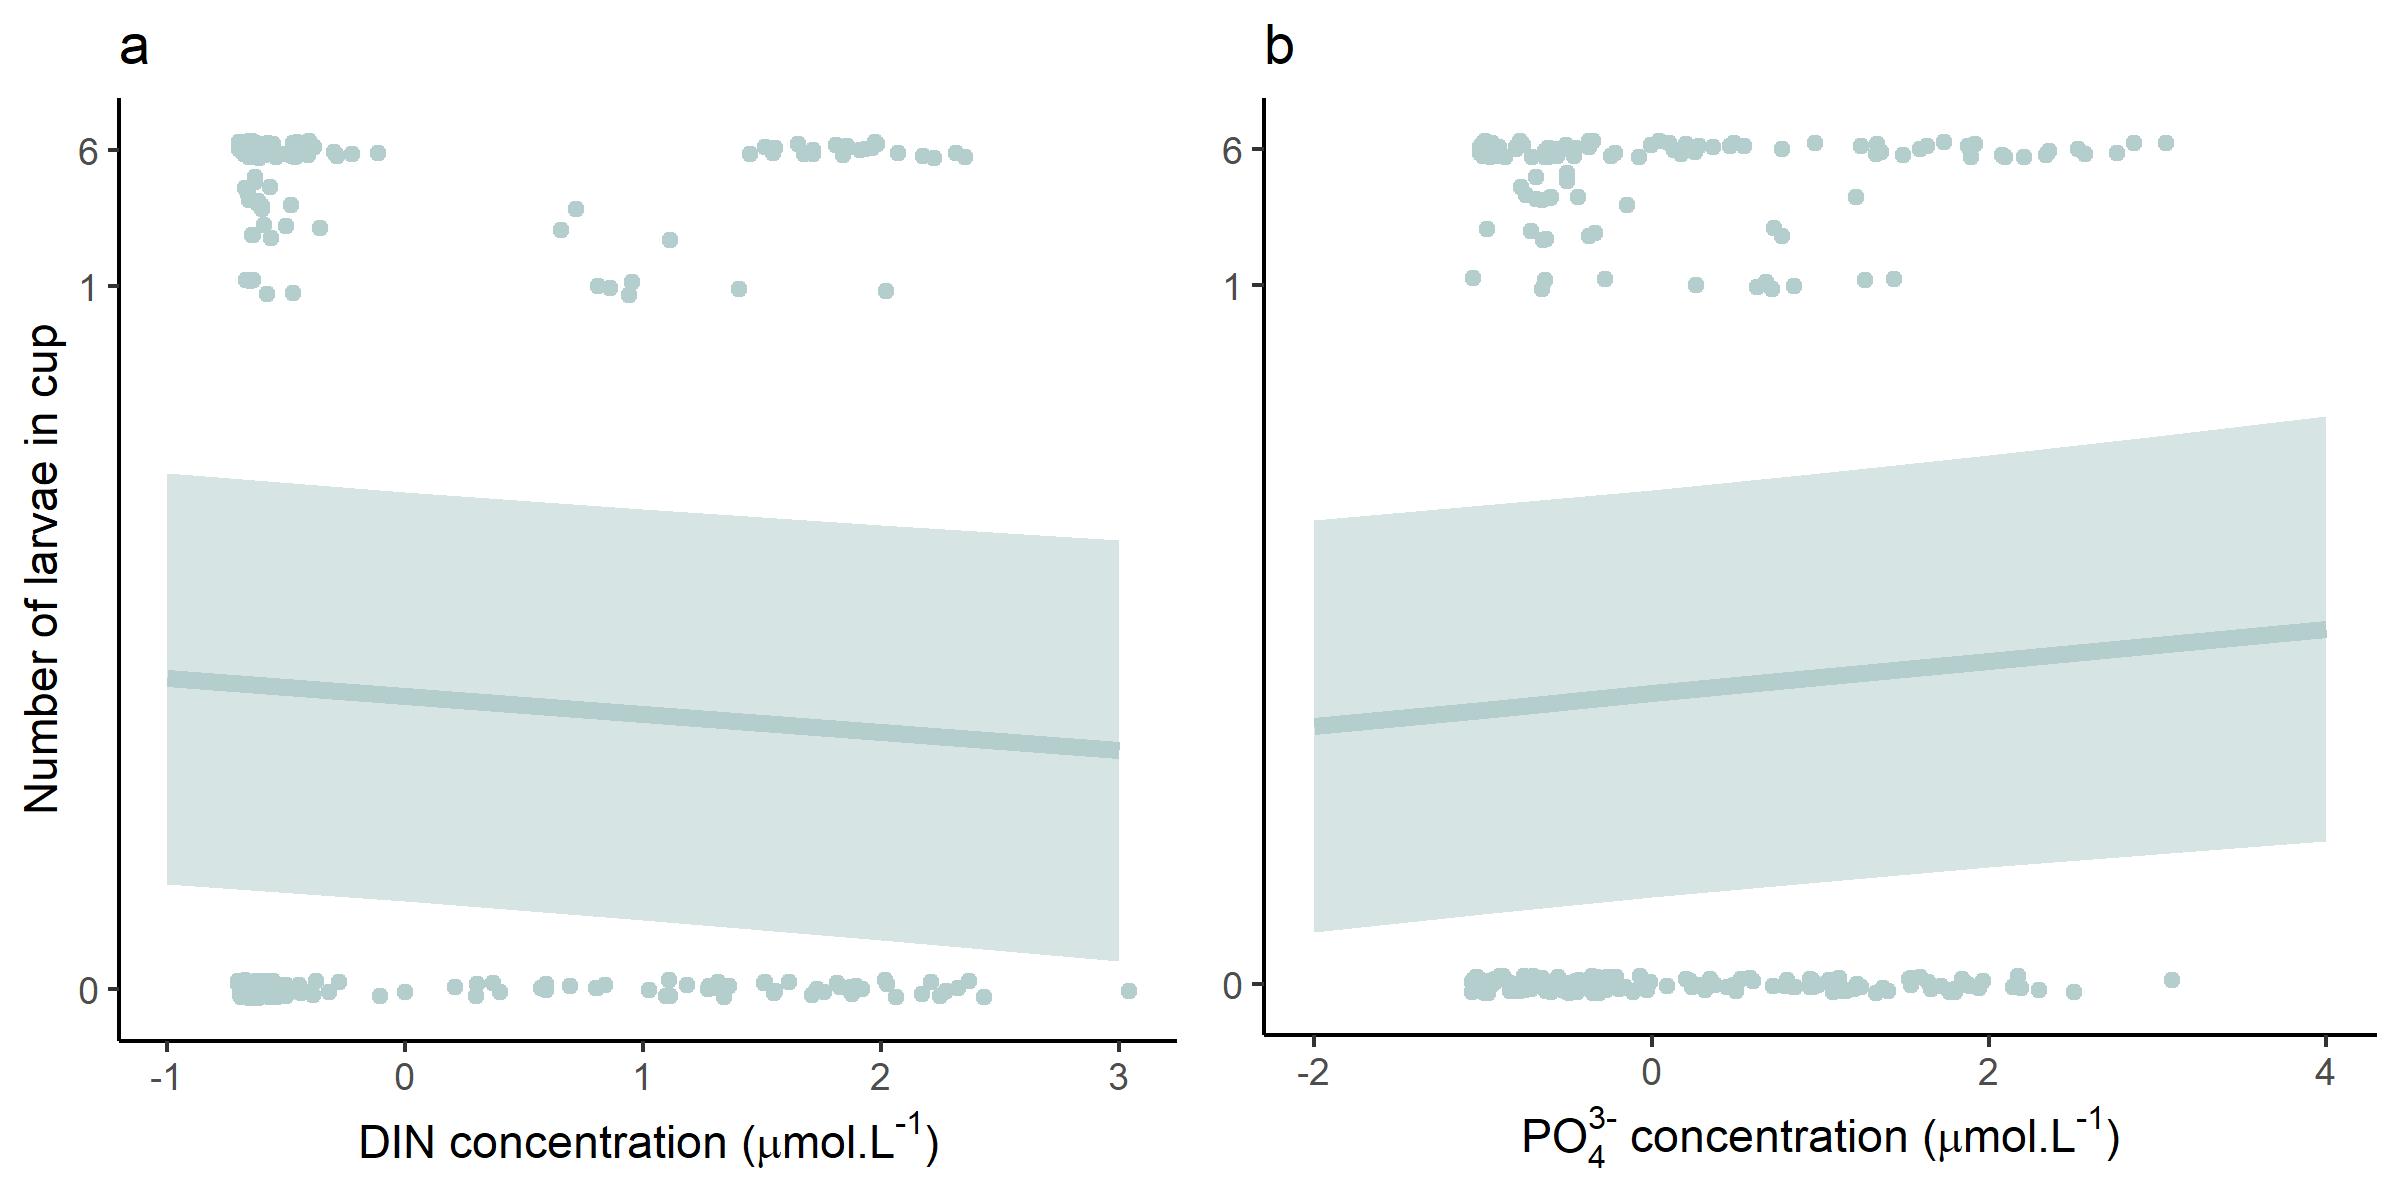 a
b
6
1
0
Number of larvae in cup
-1 0 1 2 3
DIN concentration (μmol.L⁻¹)
6
1
0
-2 0 2 4
PO₄³⁻ concentration (μmol.L⁻¹)